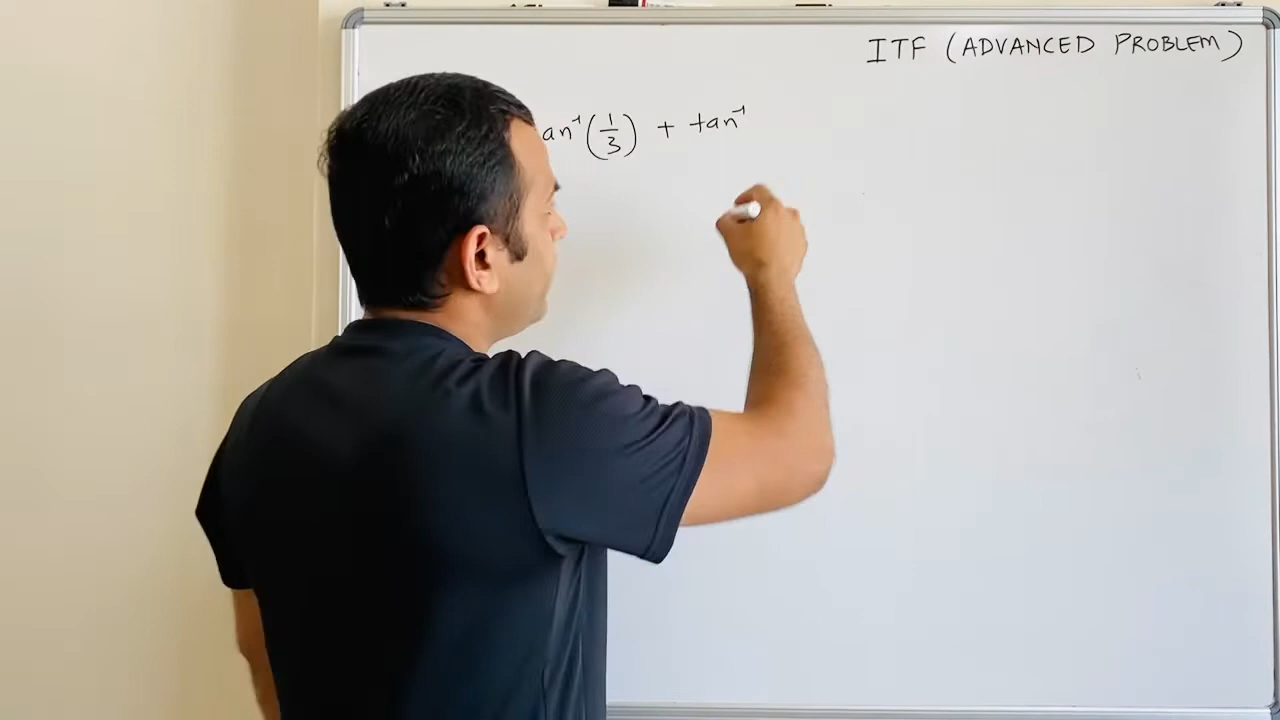 ITF (ADVANCED PROBLEM)
an⁻¹(1/3) + tan⁻¹